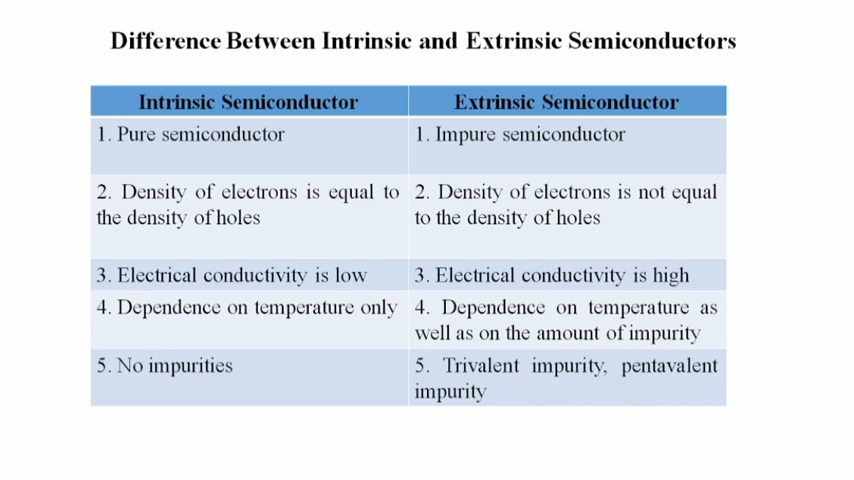 Difference Between Intrinsic and Extrinsic Semiconductors
Intrinsic Semiconductor
Extrinsic Semiconductor
1. Pure semiconductor
1. Impure semiconductor
2. Density of electrons is equal to
the density of holes
2. Density of electrons is not equal
to the density of holes
3. Electrical conductivity is low
3. Electrical conductivity is high
4. Dependence on temperature only
4. Dependence on temperature as
well as on the amount of impurity
5. No impurities
5. Trivalent impurity, pentavalent
impurity